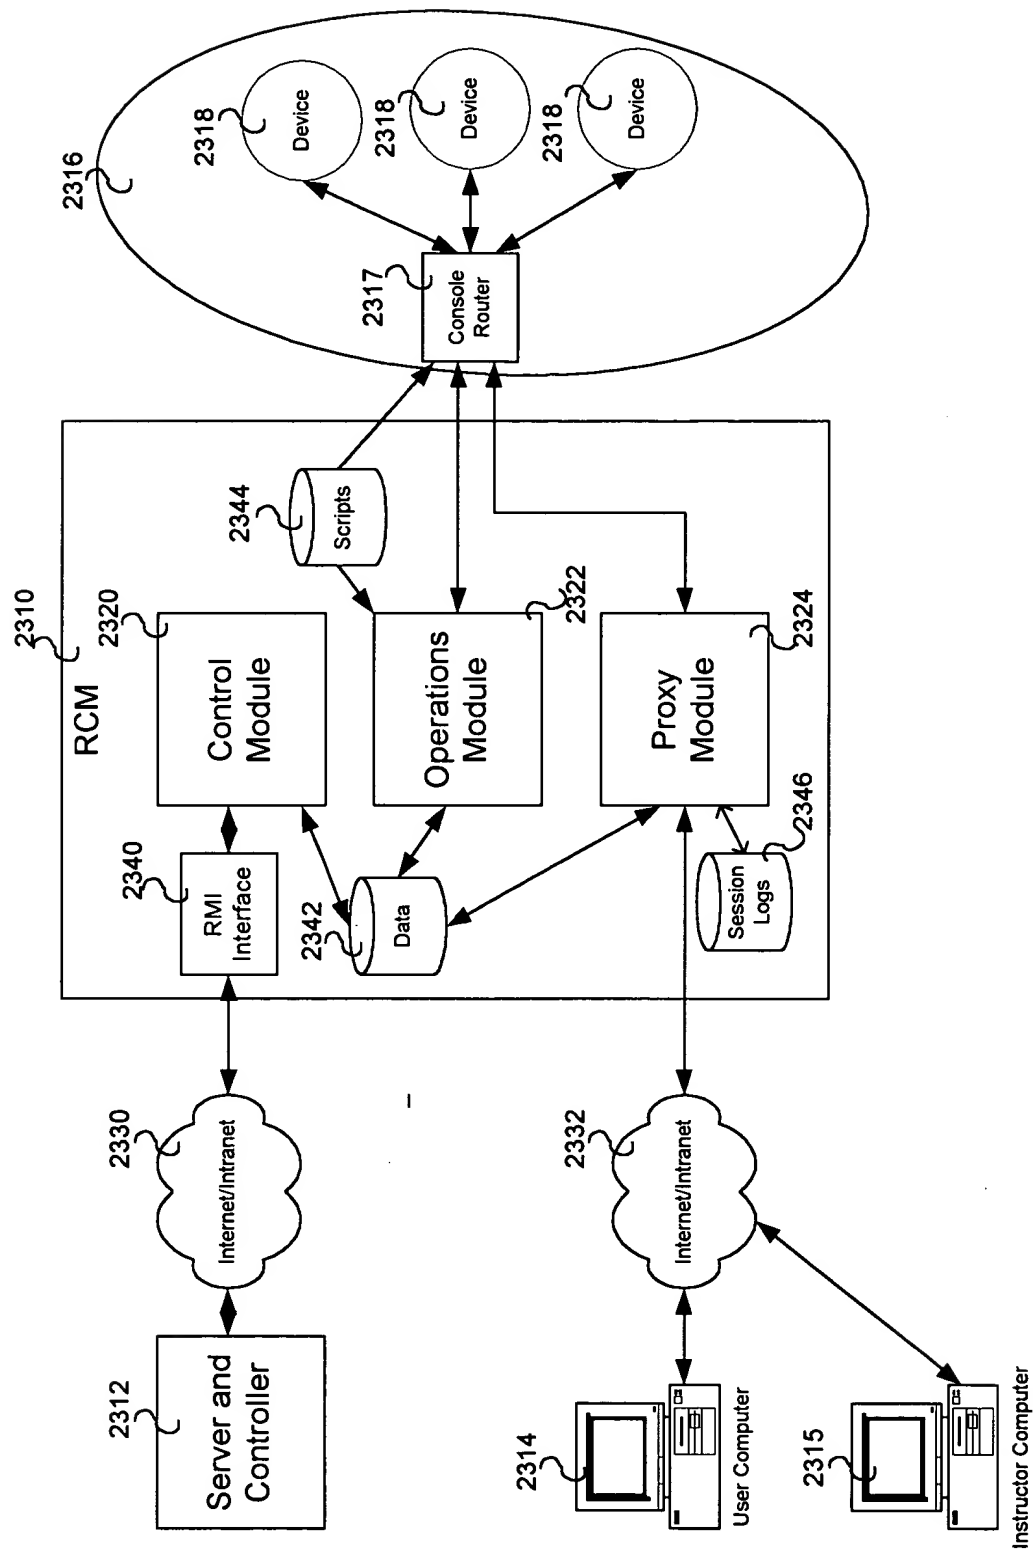 2312
Server and
Controller
2330
Internet/Intranet
2310
RCM
2340
RMI
Interface
2320
Control
Module
2342
Data
Operations
Module
2322
2344
Scripts
2316
2317
Console
Router
2318
Device
2318
Device
2318
Device
2314
User Computer
2315
Instructor Computer
2332
Internet/Intranet
Proxy
Module
2324
Session
Logs
2346